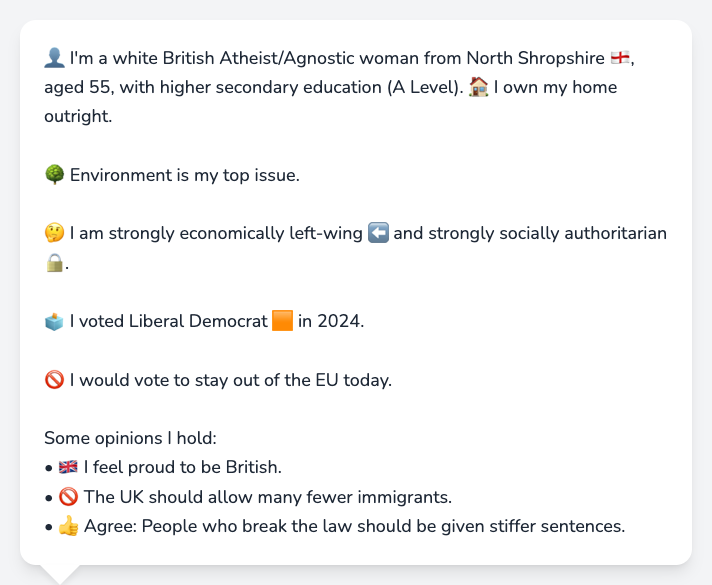 👤 I'm a white British Atheist/Agnostic woman from North Shropshire 🏴󠁧󠁢󠁥󠁮󠁧󠁿,
aged 55, with higher secondary education (A Level). 🏠 I own my home
outright.
🌳 Environment is my top issue.
🤔 I am strongly economically left-wing ⬅️ and strongly socially authoritarian
🔒.
🗳️ I voted Liberal Democrat 🟧 in 2024.
🚫 I would vote to stay out of the EU today.
Some opinions I hold:
• 🇬🇧 I feel proud to be British.
• 🚫 The UK should allow many fewer immigrants.
• 👍 Agree: People who break the law should be given stiffer sentences.